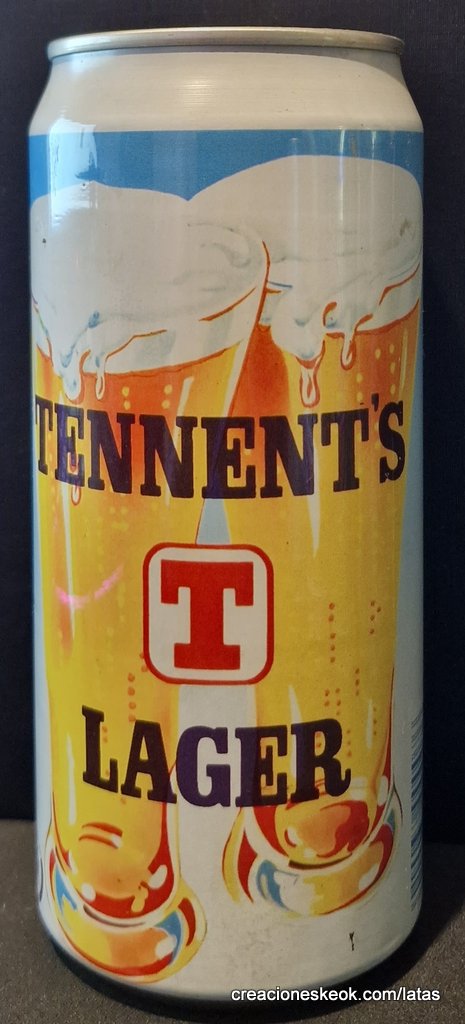 TENNENT'S
T
LAGER
creacioneskeok.com/latas